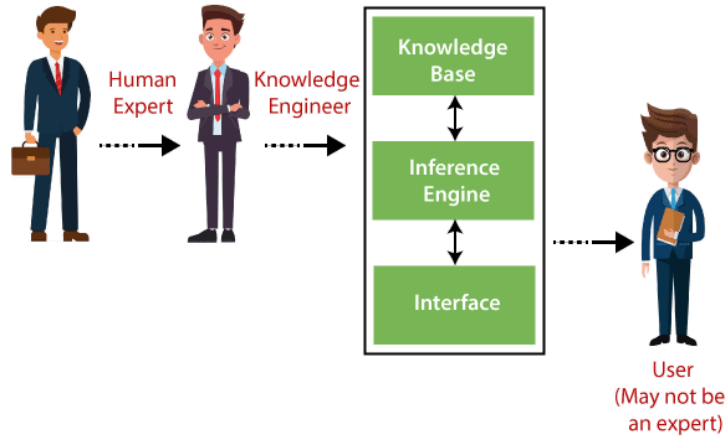 Human
Expert
Knowledge
Engineer
Knowledge
Base
Inference
Engine
Interface
User
(May not be
an expert)